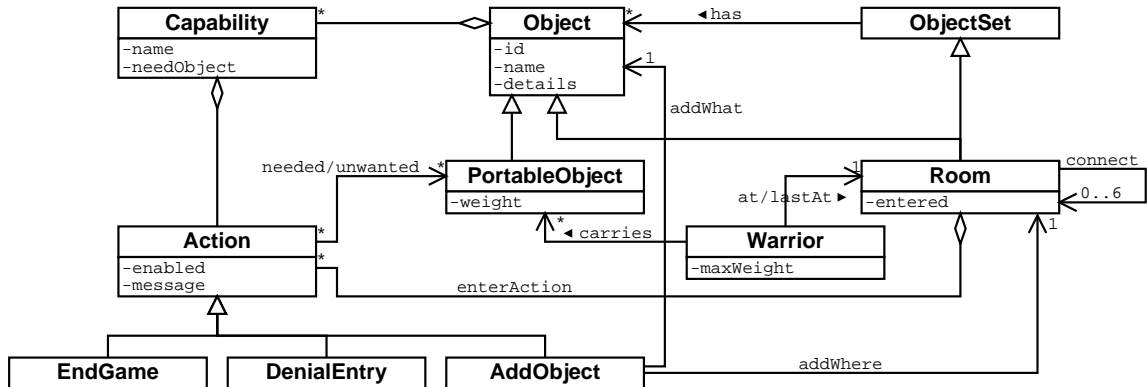 Capability
-name
-needObject
*
Object
-id
-name
-details
*
◄has
ObjectSet
1
addWhat
needed/unwanted
*
PortableObject
-weight
1
at/lastAt►
Room
-entered
connect
0..6
1
*
Action
-enabled
-message
*
*
◄ carries
Warrior
-maxWeight
enterAction
EndGame
DenialEntry
AddObject
addWhere